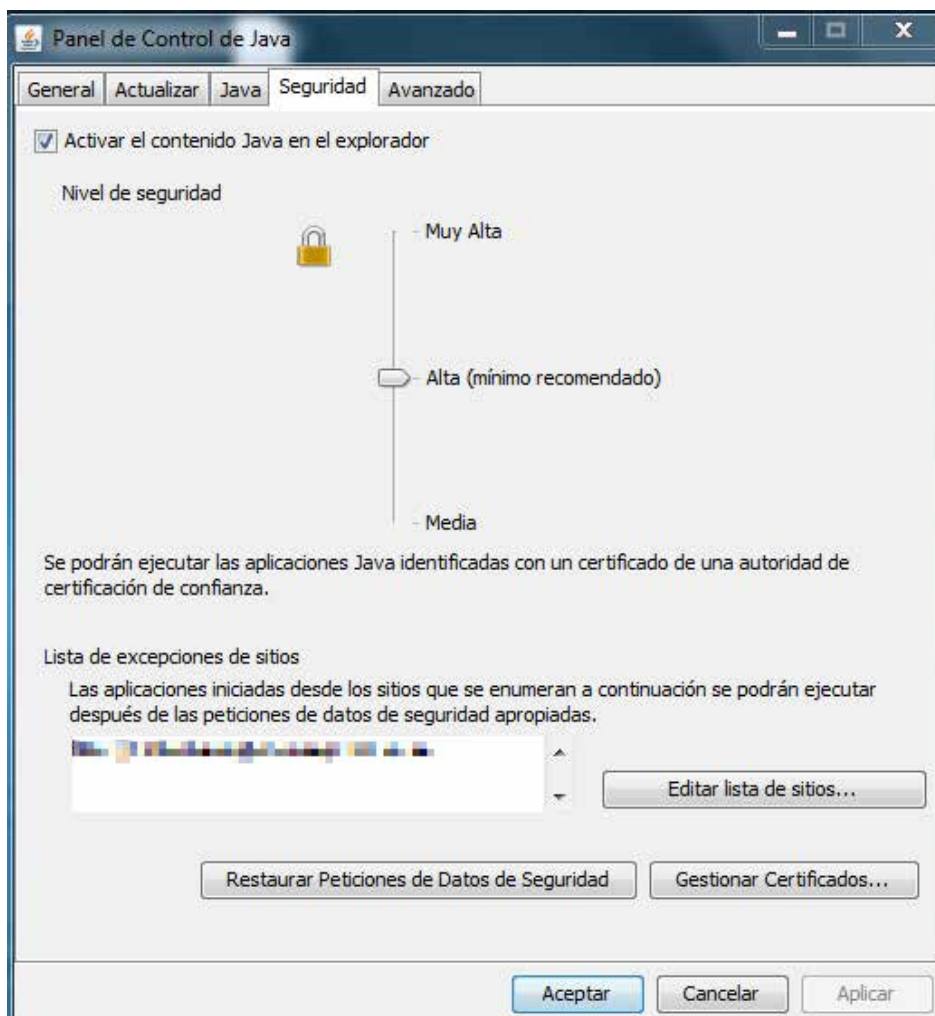 Panel de Control de Java
General Actualizar Java Seguridad Avanzado
Activar el contenido Java en el explorador
Nivel de seguridad
Muy Alta
Alta (mínimo recomendado)
Media
Se podrán ejecutar las aplicaciones Java identificadas con un certificado de una autoridad de
certificación de confianza.
Lista de excepciones de sitios
Las aplicaciones iniciadas desde los sitios que se enumeran a continuación se podrán ejecutar
después de las peticiones de datos de seguridad apropiadas.
Editar lista de sitios...
Restaurar Peticiones de Datos de Seguridad Gestionar Certificados...
Aceptar Cancelar Aplicar